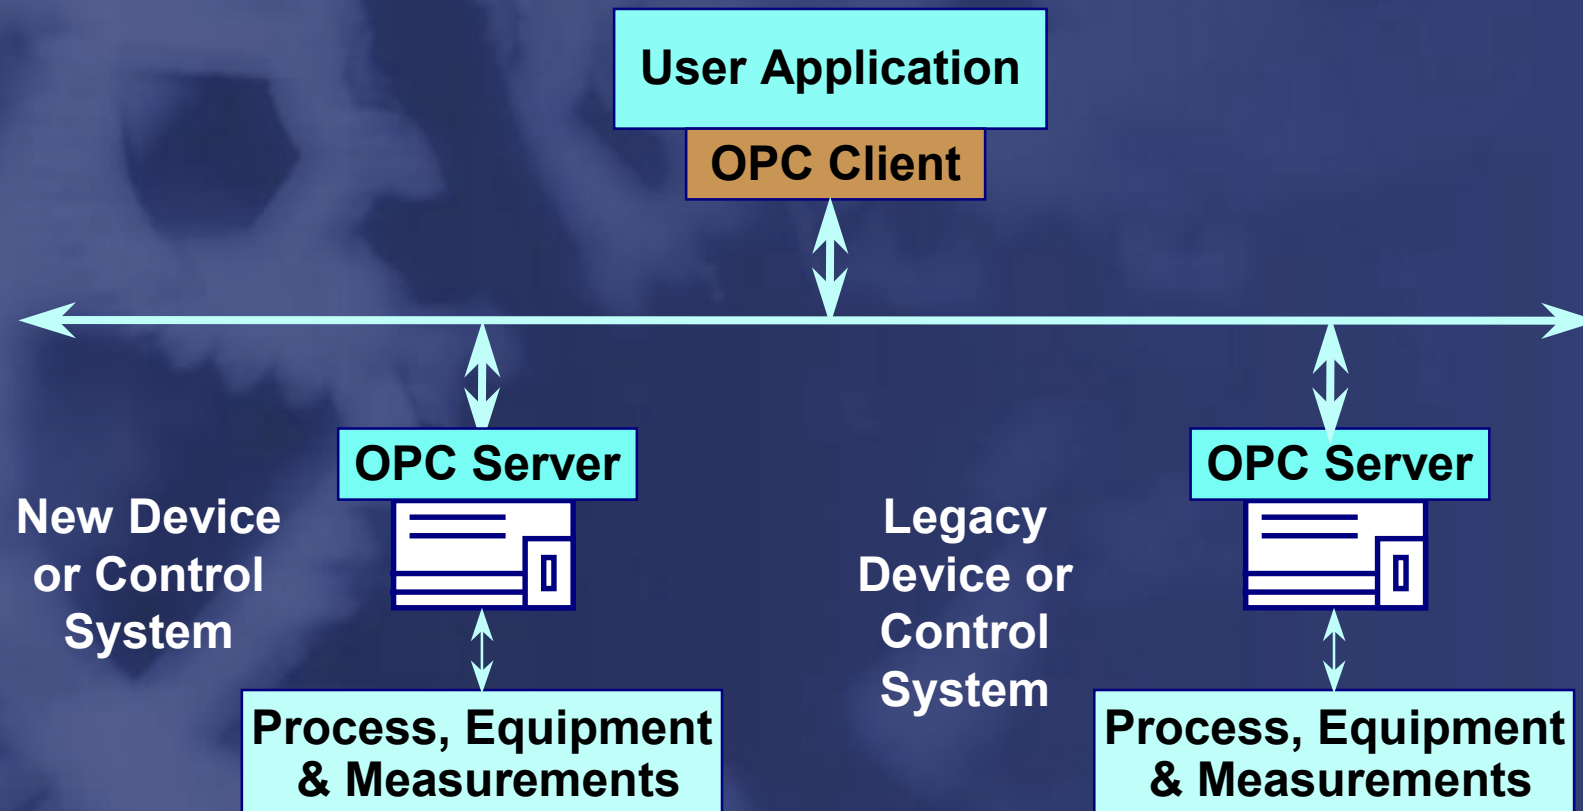 User Application
OPC Client
OPC Server
OPC Server
New Device
or Control
System
Legacy
Device or
Control
System
Process, Equipment
& Measurements
Process, Equipment
& Measurements